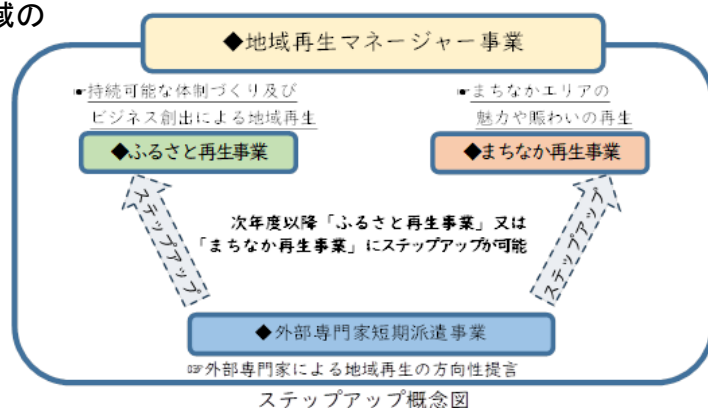 域の
◆地域再生マネージャー事業
☛持続可能な体制づくり及び
ビジネス創出による地域再生
☛まちなかエリアの
魅力や賑わいの再生
◆ふるさと再生事業
◆まちなか再生事業
ステップアップ
次年度以降「ふるさと再生事業」又は
「まちなか再生事業」にステップアップが可能
ステップアップ
◆外部専門家短期派遣事業
☞外部専門家による地域再生の方向性提言
ステップアップ概念図